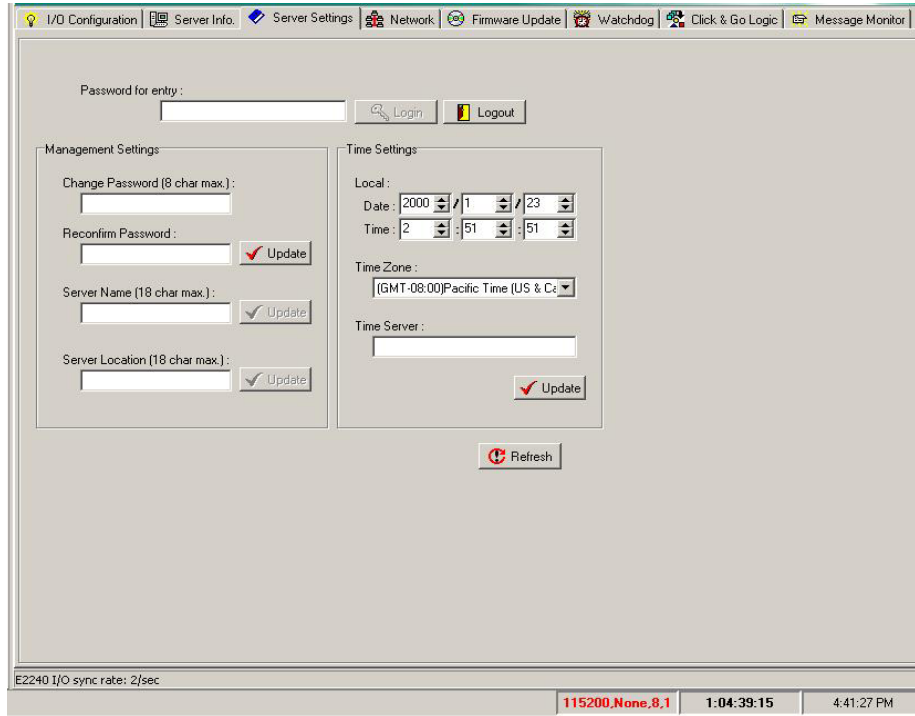 I/O Configuration Server Info. Server Settings Network Firmware Update Watchdog Click & Go Logic Message Monitor
Password for entry :
Login Logout
Management Settings
Change Password (8 char max.) :
Reconfirm Password :
Update
Server Name (18 char max.) :
Update
Server Location (18 char max.) :
Update
Time Settings
Local :
Date : 2000 / 1 / 23
Time : 2 : 51 : 51
Time Zone :
(GMT-08:00)Pacific Time (US & Ca
Time Server :
Update
Refresh
E2240 I/O sync rate: 2/sec
115200,None,8,1 1:04:39:15 4:41:27 PM